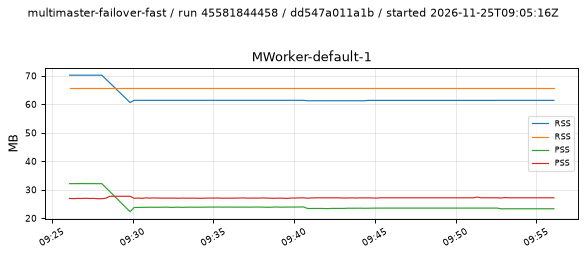 multimaster-failover-fast / run 45581844458 / dd547a011a1b / started 2026-11-25T09:05:16Z
MWorker-default-1
MB
70
60
50
40
30
20
RSS
RSS
PSS
PSS
09:25
09:30
09:35
09:40
09:45
09:50
09:55